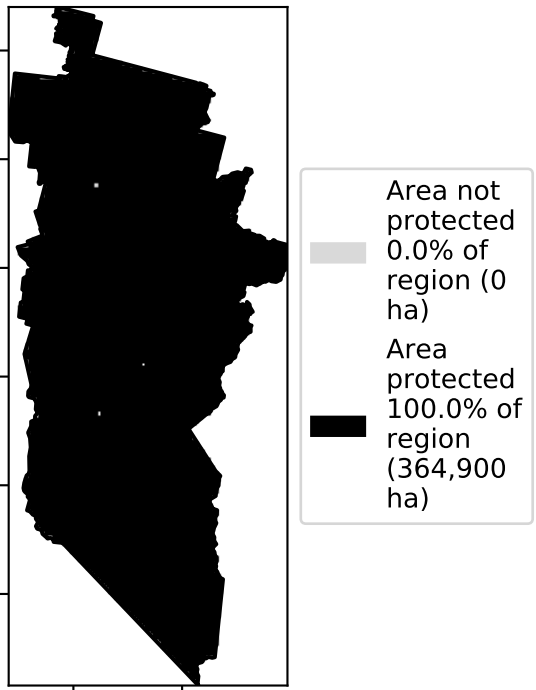 Area not
protected
0.0% of
region (0
ha)
Area
protected
100.0% of
region
(364,900
ha)